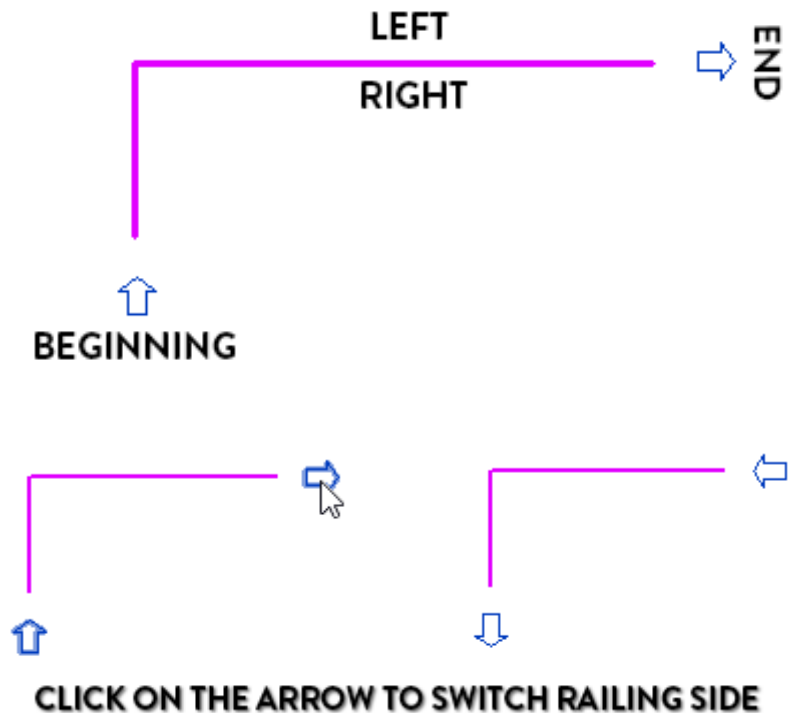 LEFT
END
RIGHT
BEGINNING
CLICK ON THE ARROW TO SWITCH RAILING SIDE